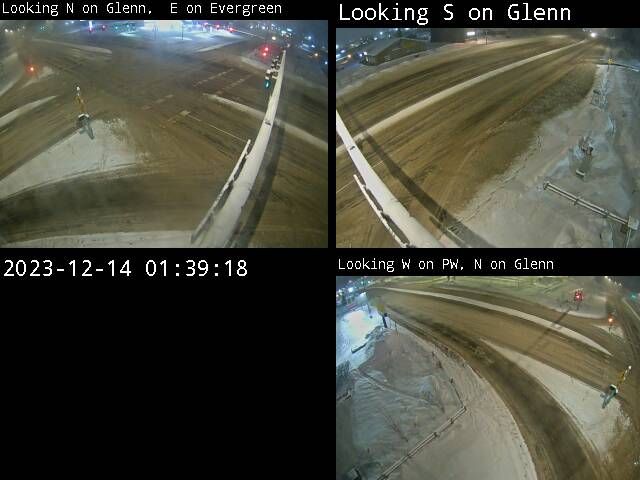 Looking N on Glenn,  E on Evergreen
Looking S on Glenn
2023-12-14 01:39:18
Looking W on PW, N on Glenn